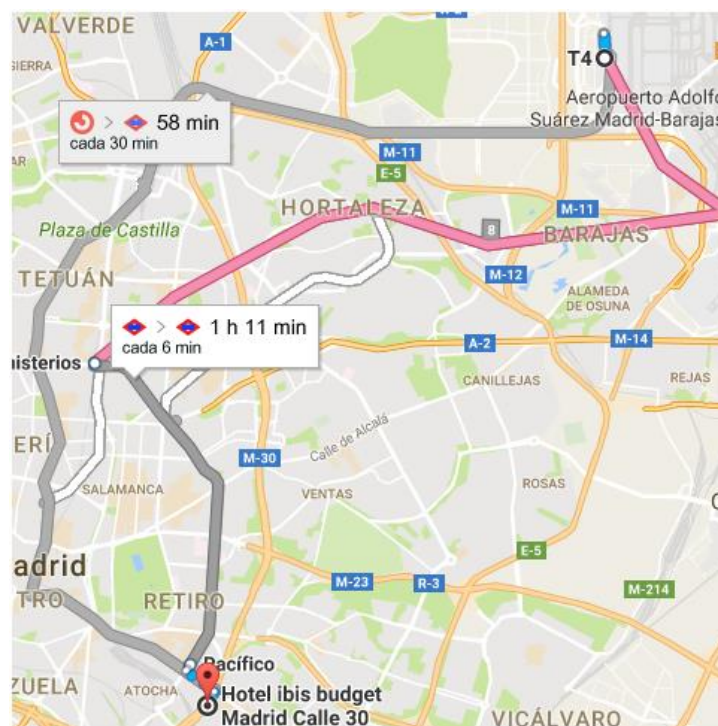 VALVERDE
A-1
SIERRA
T4
Aeropuerto Adolfo
Suárez Madrid-Barajas
> 58 min
cada 30 min
M-11
E-5
HORTALEZA
M-11
8
BARAJAS
Plaza de Castilla
TETUÁN
M-12
ALAMEDA
DE OSUNA
> 1 h 11 min
cada 6 min
nisterios
A-2
M-14
CANILLEJAS
REJAS
Calle de Alcalá
ERÍ
M-30
SALAMANCA
VENTAS
ROSAS
E-5
adrid
TRO
RETIRO
M-23
R-3
M-214
Pacífico
ZUELA
ATOCHA
Hotel ibis budget
Madrid Calle 30
VICÁLVARO